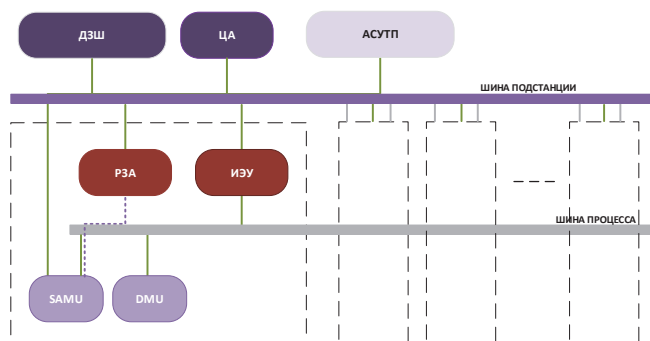 ДЗШ
ЦА
АСУТП
ШИНА ПОДСТАНЦИИ
РЗА
ИЭУ
ШИНА ПРОЦЕССА
SAMU
DMU